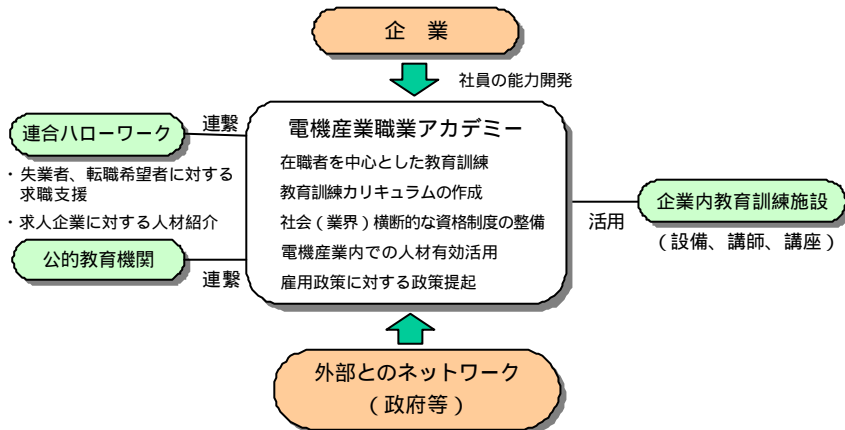 企 業
社員の能力開発
連合ハローワーク
連繋
・失業者、転職希望者に対する
求職支援
・求人企業に対する人材紹介
公的教育機関
連繋
電機産業職業アカデミー
在職者を中心とした教育訓練
教育訓練カリキュラムの作成
社会(業界)横断的な資格制度の整備
電機産業内での人材有効活用
雇用政策に対する政策提起
活用
企業内教育訓練施設
(設備、講師、講座)
外部とのネットワーク
(政府等)